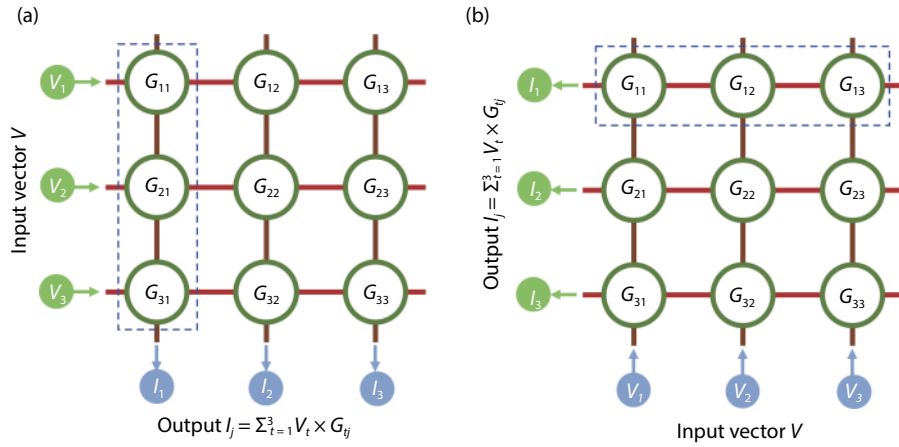 (a)
V₁ G₁₁ G₁₂ G₁₃
V₂ G₂₁ G₂₂ G₂₃
V₃ G₃₁ G₃₂ G₃₃
Input vector V
I₁ I₂ I₃
Output Iⱼ = Σ³ₜ₌₁ Vₜ × Gₜⱼ
(b)
I₁ G₁₁ G₁₂ G₁₃
I₂ G₂₁ G₂₂ G₂₃
I₃ G₃₁ G₃₂ G₃₃
Output Iⱼ = Σ³ₜ₌₁ Vₜ × Gₜⱼ
V₁ V₂ V₃
Input vector V